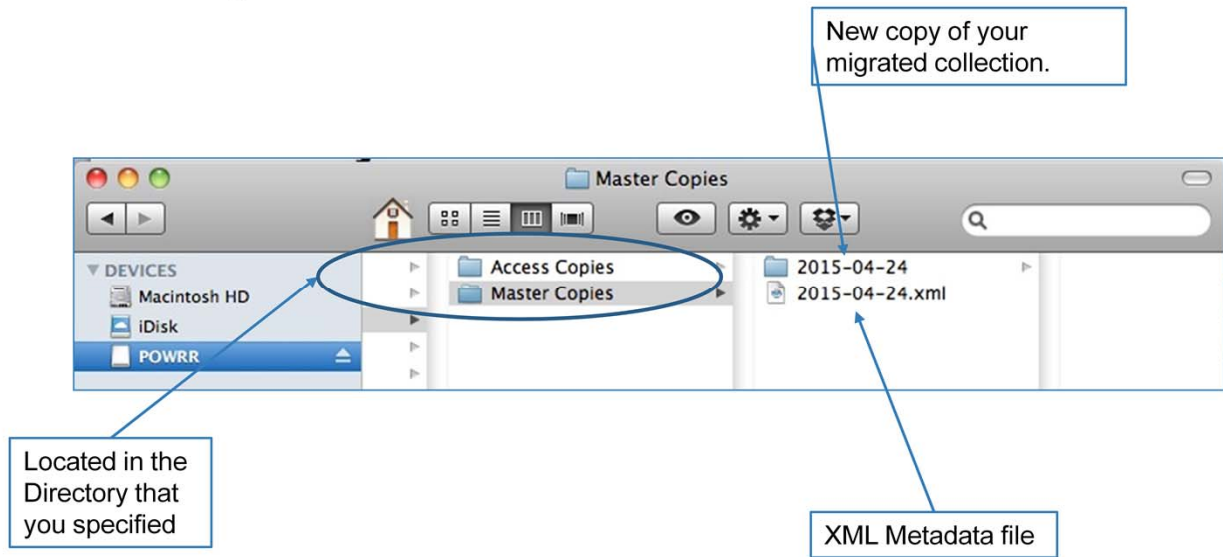 New copy of your
migrated collection.
Master Copies
DEVICES
Macintosh HD
iDisk
POWRR
Access Copies
Master Copies
2015-04-24
2015-04-24.xml
Located in the
Directory that
you specified
XML Metadata file